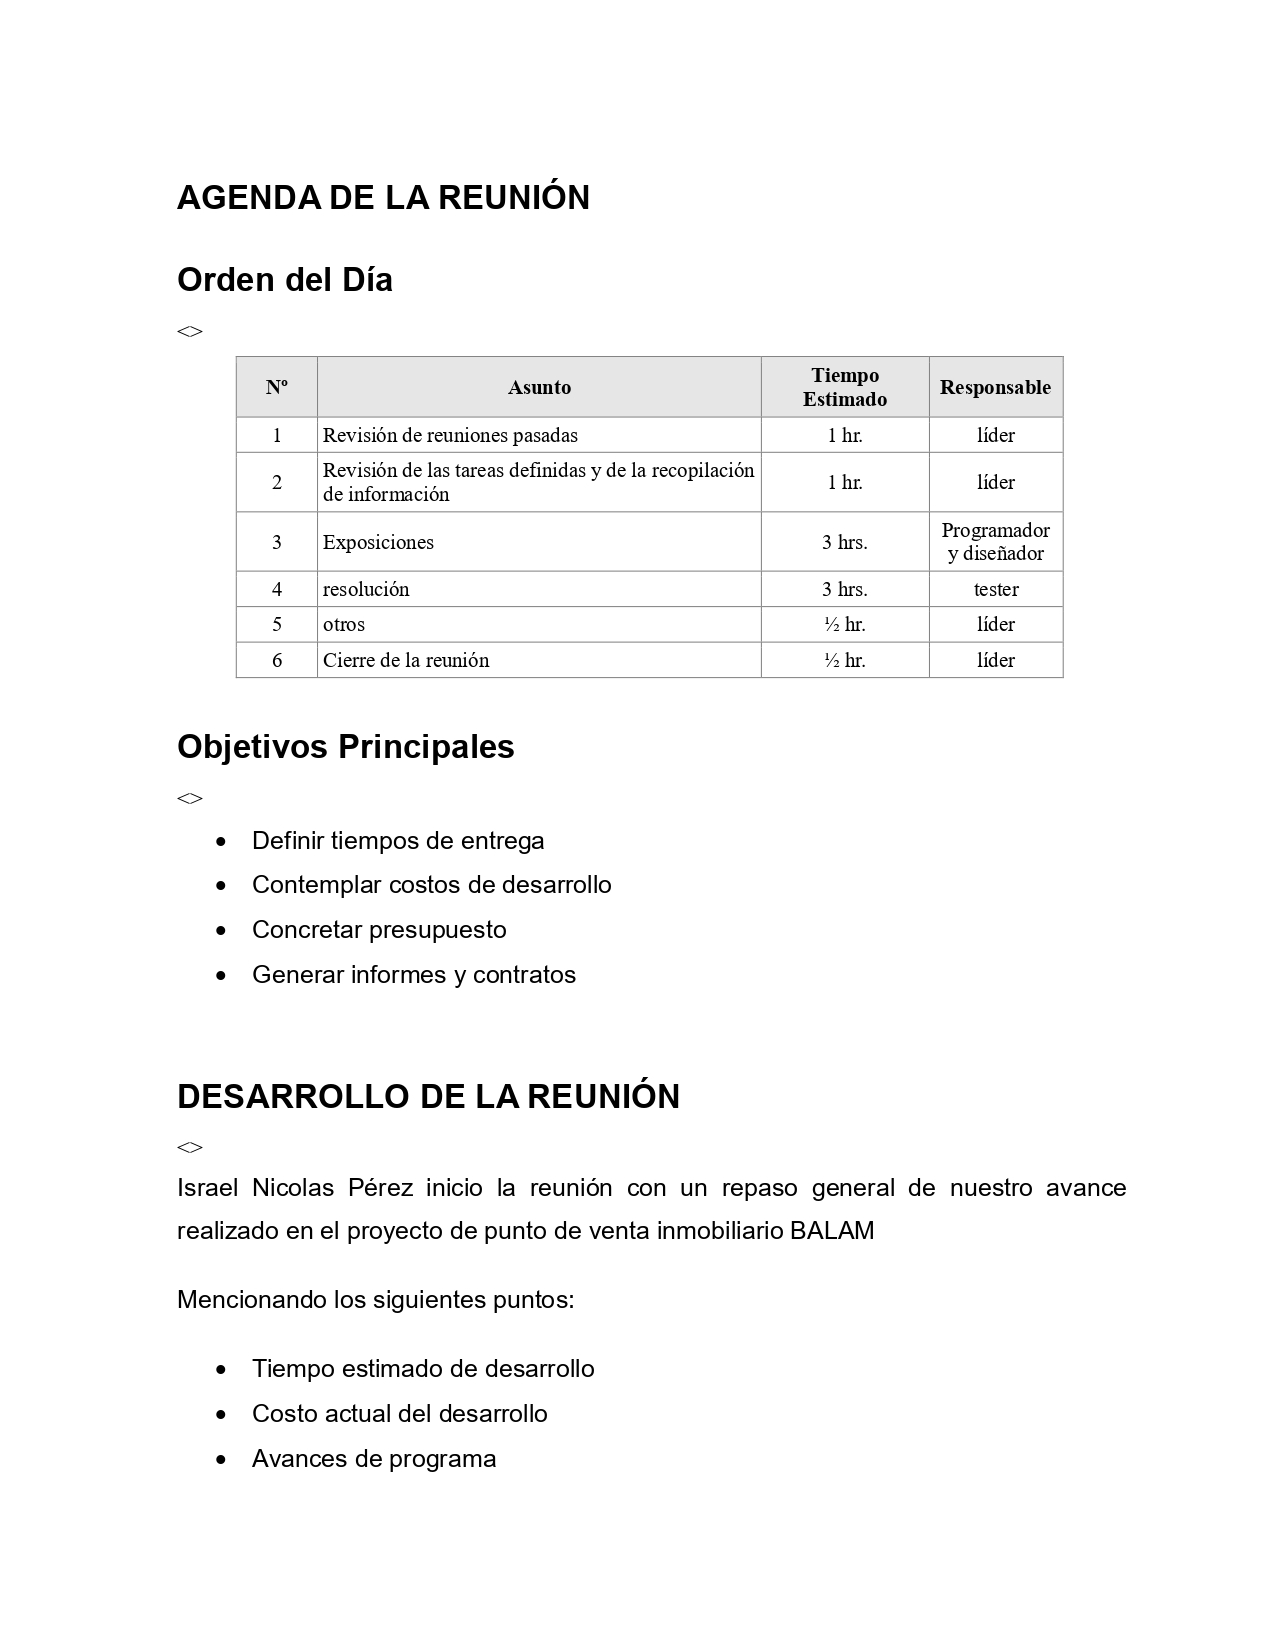 AGENDA DE LA REUNIÓN
Orden del Día
<>
Nº Asunto Tiempo Estimado Responsable
1 Revisión de reuniones pasadas 1 hr. líder
2 Revisión de las tareas definidas y de la recopilación de información 1 hr. líder
3 Exposiciones 3 hrs. Programador y diseñador
4 resolución 3 hrs. tester
5 otros ½ hr. líder
6 Cierre de la reunión ½ hr. líder
Objetivos Principales
<>
• Definir tiempos de entrega
• Contemplar costos de desarrollo
• Concretar presupuesto
• Generar informes y contratos
DESARROLLO DE LA REUNIÓN
<>
Israel Nicolas Pérez inicio la reunión con un repaso general de nuestro avance
realizado en el proyecto de punto de venta inmobiliario BALAM
Mencionando los siguientes puntos:
• Tiempo estimado de desarrollo
• Costo actual del desarrollo
• Avances de programa